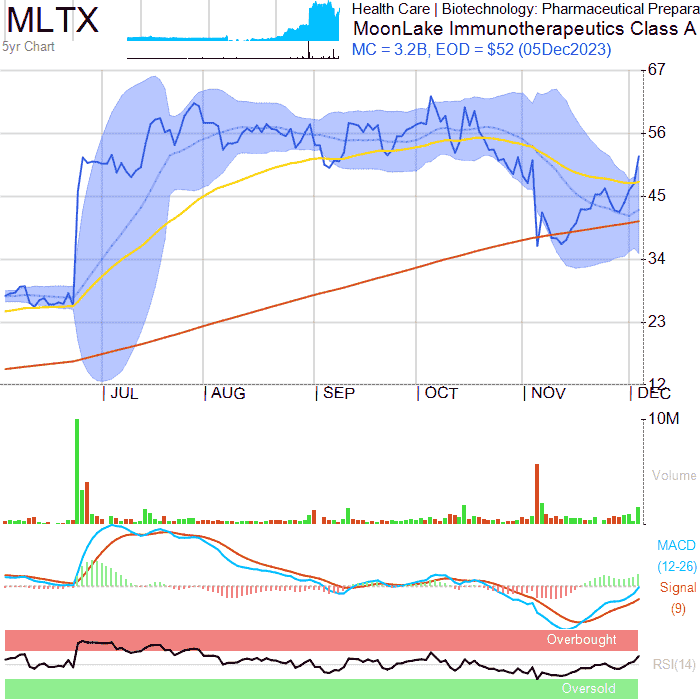 MLTX
5yr Chart
Health Care | Biotechnology: Pharmaceutical Prepara
MoonLake Immunotherapeutics Class A
MC = 3.2B, EOD = $52 (05Dec2023)
67
56
45
34
23
12
JUL
AUG
SEP
OCT
NOV
DEC
10M
Volume
MACD
(12-26)
Signal
(9)
Overbought
RSI(14)
Oversold